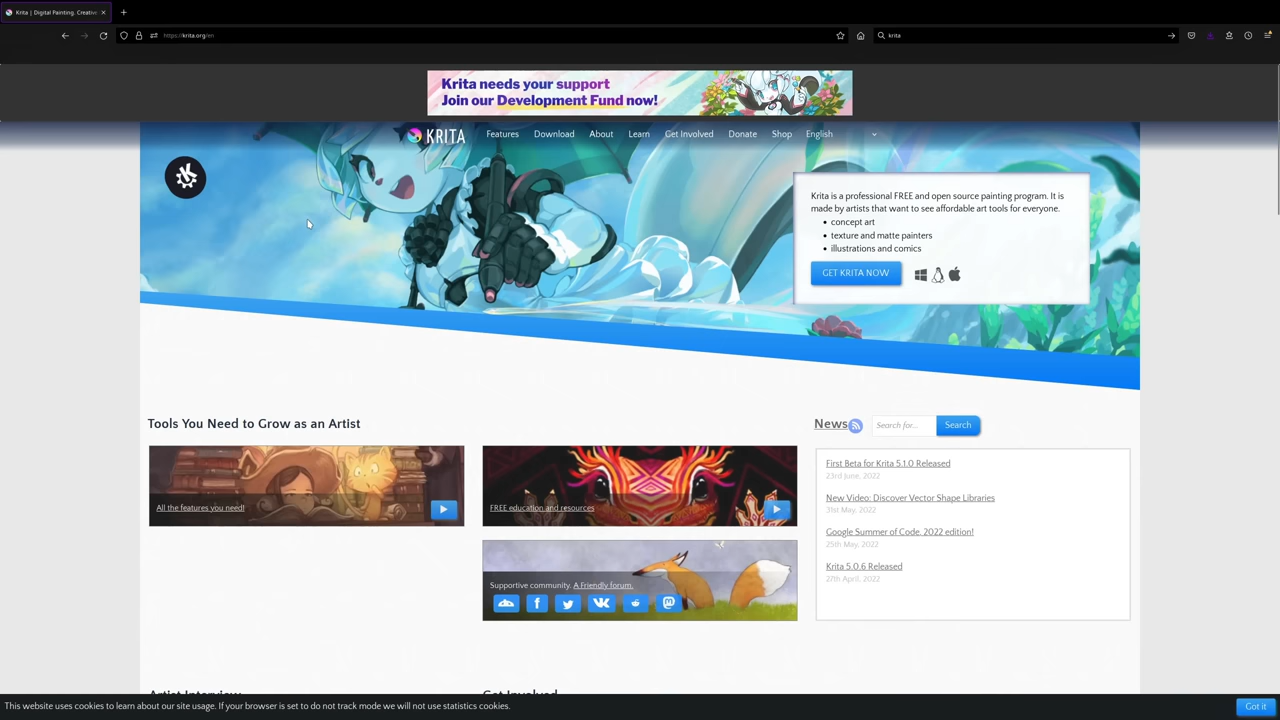 Krita | Digital Painting. Creative
https://krita.org/en
krita
Krita needs your support
Join our Development Fund now!
KRITA
Features
Download
About
Learn
Get Involved
Donate
Shop
English
Krita is a professional FREE and open source painting program. It is
made by artists that want to see affordable art tools for everyone.
concept art
texture and matte painters
illustrations and comics
GET KRITA NOW
Tools You Need to Grow as an Artist
News
Search for...
Search
All the features you need!
FREE education and resources
Supportive community. A Friendly forum.
First Beta for Krita 5.1.0 Released
23rd June, 2022
New Video: Discover Vector Shape Libraries
31st May, 2022
Google Summer of Code, 2022 edition!
25th May, 2022
Krita 5.0.6 Released
27th April, 2022
Artist Interview
Get Involved
This website uses cookies to learn about our site usage. If your browser is set to do not track mode we will not use statistics cookies.
Got it